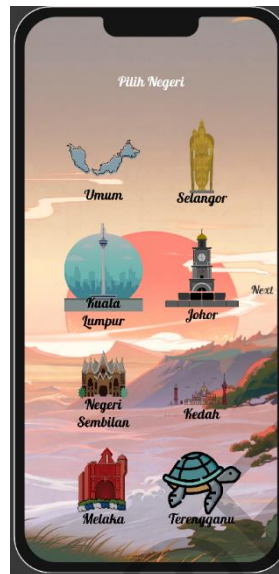 Pilih Negeri
Umum
Selangor
Kuala
Lumpur
Johor
Next
Negeri
Sembilan
Kedah
Melaka
Terengganu